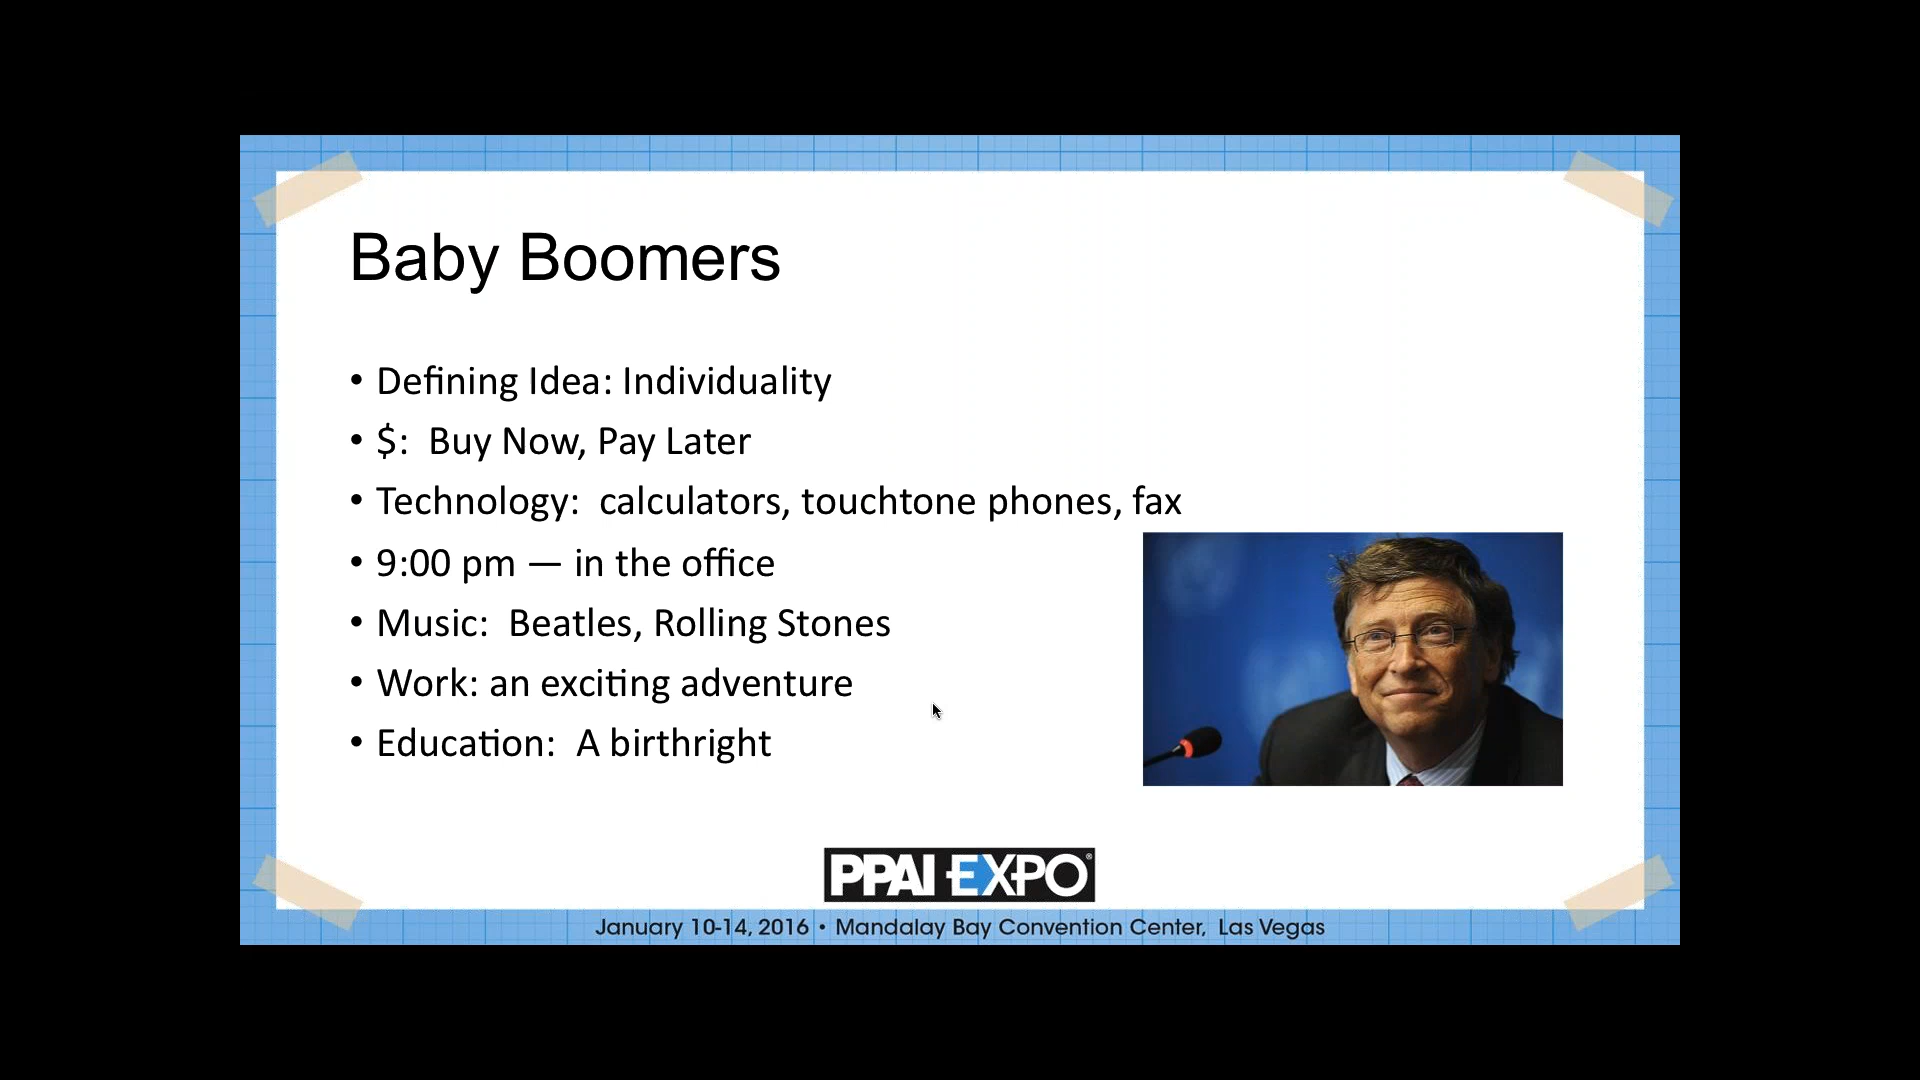 Baby Boomers
• Defining Idea: Individuality
• $:  Buy Now, Pay Later
• Technology:  calculators, touchtone phones, fax
• 9:00 pm — in the office
• Music:  Beatles, Rolling Stones
• Work: an exciting adventure
• Education:  A birthright
PPAI EXPO®
January 10-14, 2016 • Mandalay Bay Convention Center, Las Vegas